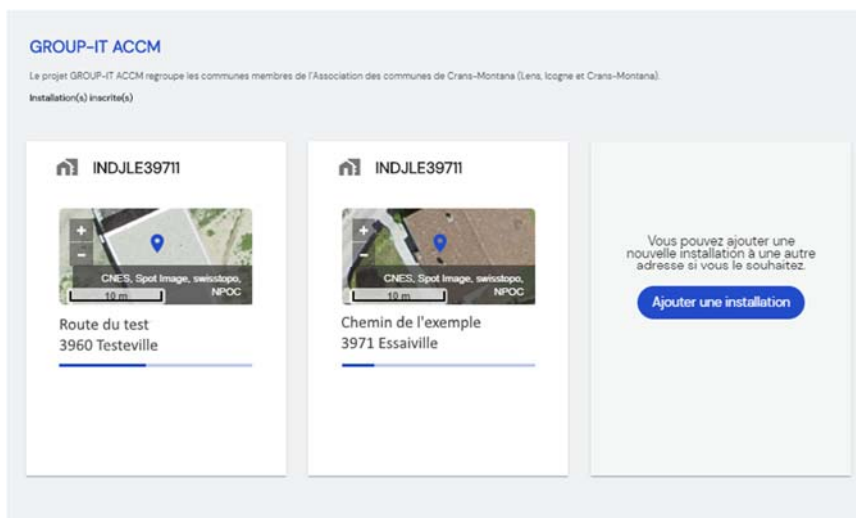 GROUP-IT ACCM
Le projet GROUP-IT ACCM regroupe les communes membres de l'Association des communes de Crans-Montana (Lens, Icogne et Crans-Montana).
Installation(s) inscrite(s)
INDJLE39711
+
-
CNES, Spot Image, swisstopo,
NPOC
10 m
Route du test
3960 Testeville
INDJLE39711
+
-
CNES, Spot Image, swisstopo,
NPOC
10 m
Chemin de l'exemple
3971 Essaiville
Vous pouvez ajouter une
nouvelle installation à une autre
adresse si vous le souhaitez.
Ajouter une installation